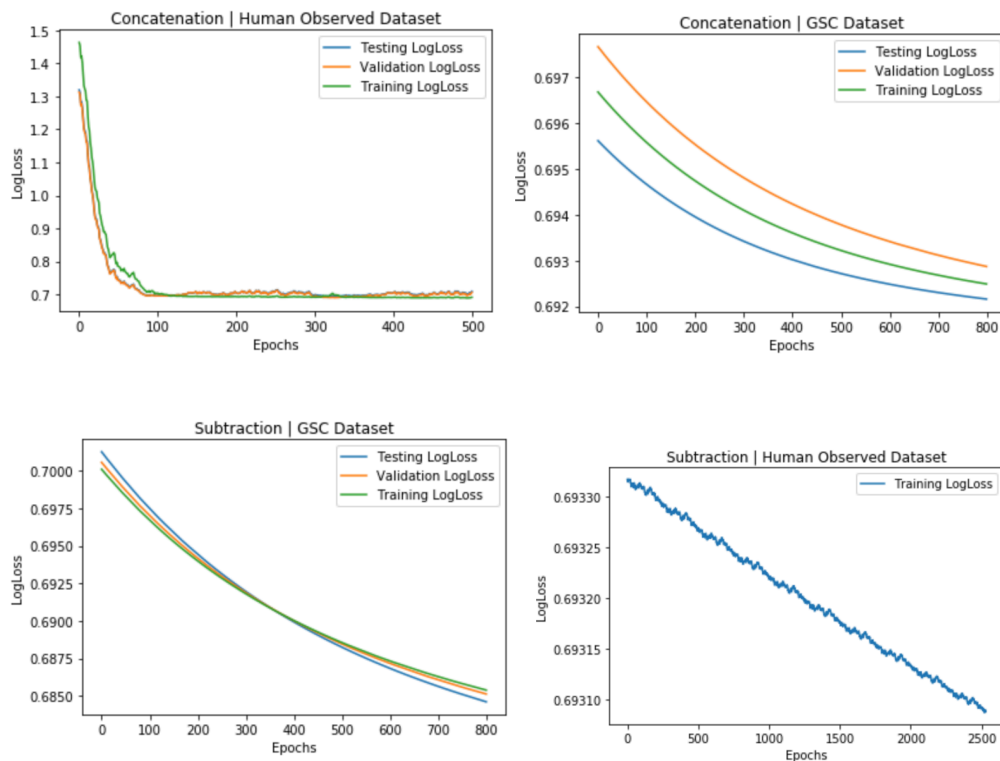 Concatenation | Human Observed Dataset
1.5
1.4
1.3
1.2
1.1
1.0
0.9
0.8
0.7
LogLoss
Testing LogLoss
Validation LogLoss
Training LogLoss
0 100 200 300 400 500
Epochs
Concatenation | GSC Dataset
0.697
0.696
0.695
0.694
0.693
0.692
LogLoss
Testing LogLoss
Validation LogLoss
Training LogLoss
0 100 200 300 400 500 600 700 800
Epochs
Subtraction | GSC Dataset
0.7000
0.6975
0.6950
0.6925
0.6900
0.6875
0.6850
LogLoss
Testing LogLoss
Validation LogLoss
Training LogLoss
0 100 200 300 400 500 600 700 800
Epochs
Subtraction | Human Observed Dataset
0.69330
0.69325
0.69320
0.69315
0.69310
LogLoss
Training LogLoss
0 500 1000 1500 2000 2500
Epochs